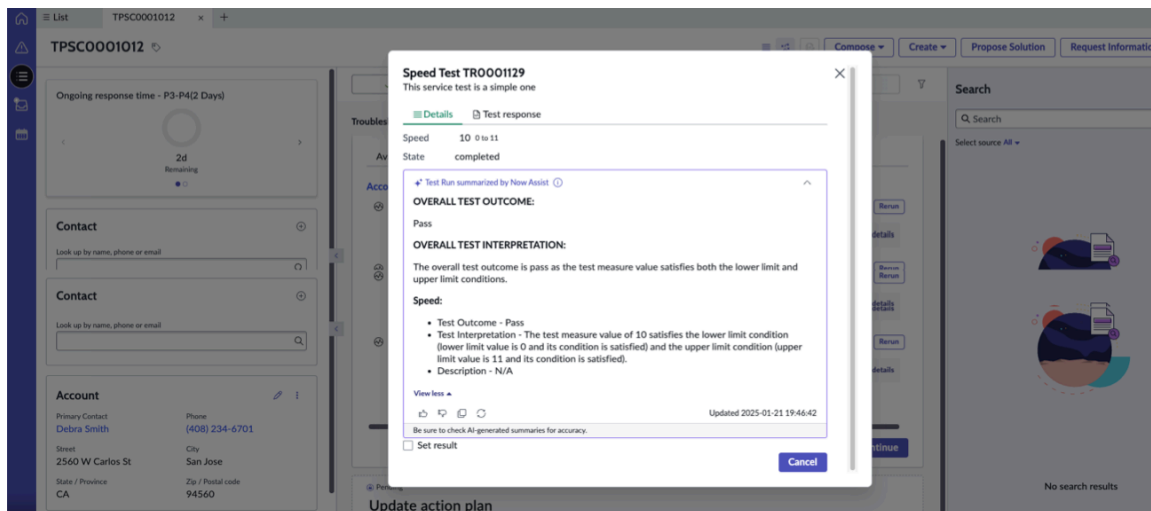 List
TPSC0001012
TPSC0001012
Compose
Create
Propose Solution
Request Informatio
Ongoing response time - P3-P4(2 Days)
2d
Remaining
Contact
Look up by name, phone or email
Contact
Look up by name, phone or email
Account
Primary Contact
Debra Smith
Phone
(408) 234-6701
Street
2560 W Carlos St
City
San Jose
State / Province
CA
Zip / Postal code
94560
Troubles
Av
Acco
Speed Test TR0001129
This service test is a simple one
Details
Test response
Speed 10 0 to 11
State completed
Test Run summarized by Now Assist
OVERALL TEST OUTCOME:
Pass
OVERALL TEST INTERPRETATION:
The overall test outcome is pass as the test measure value satisfies both the lower limit and
upper limit conditions.
Speed:
• Test Outcome - Pass
• Test Interpretation - The test measure value of 10 satisfies the lower limit condition
(lower limit value is 0 and its condition is satisfied) and the upper limit condition (upper
limit value is 11 and its condition is satisfied).
• Description - N/A
View less
Updated 2025-01-21 19:46:42
Be sure to check AI-generated summaries for accuracy.
Set result
Cancel
Rerun
details
Rerun
details
Rerun
details
ntinue
Update action plan
Search
Search
Select source All
No search results